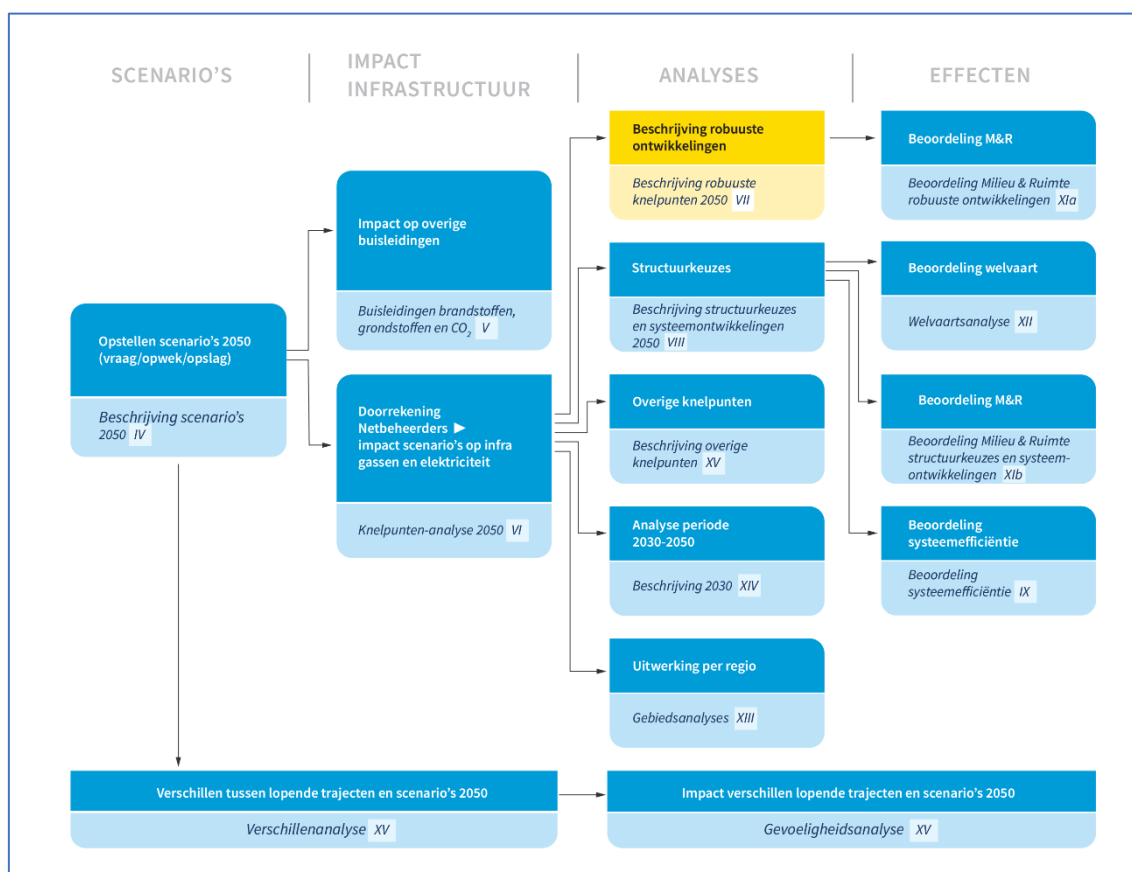 SCENARIO'S
IMPACT
INFRASTRUCTUUR
ANALYSES
EFFECTEN
Opstellen scenario's 2050
(vraag/opwek/opslag)
Beschrijving scenario's
2050 IV
Impact op overige
buisleidingen
Buisleidingen brandstoffen,
grondstoffen en CO₂ V
Doorrekening
Netbeheerders ►
impact scenario's op infra
gassen en elektriciteit
Knelpunten-analyse 2050 VI
Beschrijving robuuste
ontwikkelingen
Beschrijving robuuste
knelpunten 2050 VII
Structuurkeuzes
Beschrijving structuurkeuzes
en systeemontwikkelingen
2050 VIII
Overige knelpunten
Beschrijving overige
knelpunten XV
Analyse periode
2030-2050
Beschrijving 2030 XIV
Uitwerking per regio
Gebiedsanalyses XIII
Beoordeling M&R
Beoordeling Milieu & Ruimte
robuuste ontwikkelingen XIa
Beoordeling welvaart
Welvaartsanalyse XII
Beoordeling M&R
Beoordeling Milieu & Ruimte
structuurkeuzes en systeem-
ontwikkelingen XIb
Beoordeling
systeemefficiëntie
Beoordeling
systeemefficiëntie IX
Verschillen tussen lopende trajecten en scenario's 2050
Verschillenanalyse XV
Impact verschillen lopende trajecten en scenario's 2050
Gevoeligheidsanalyse XV